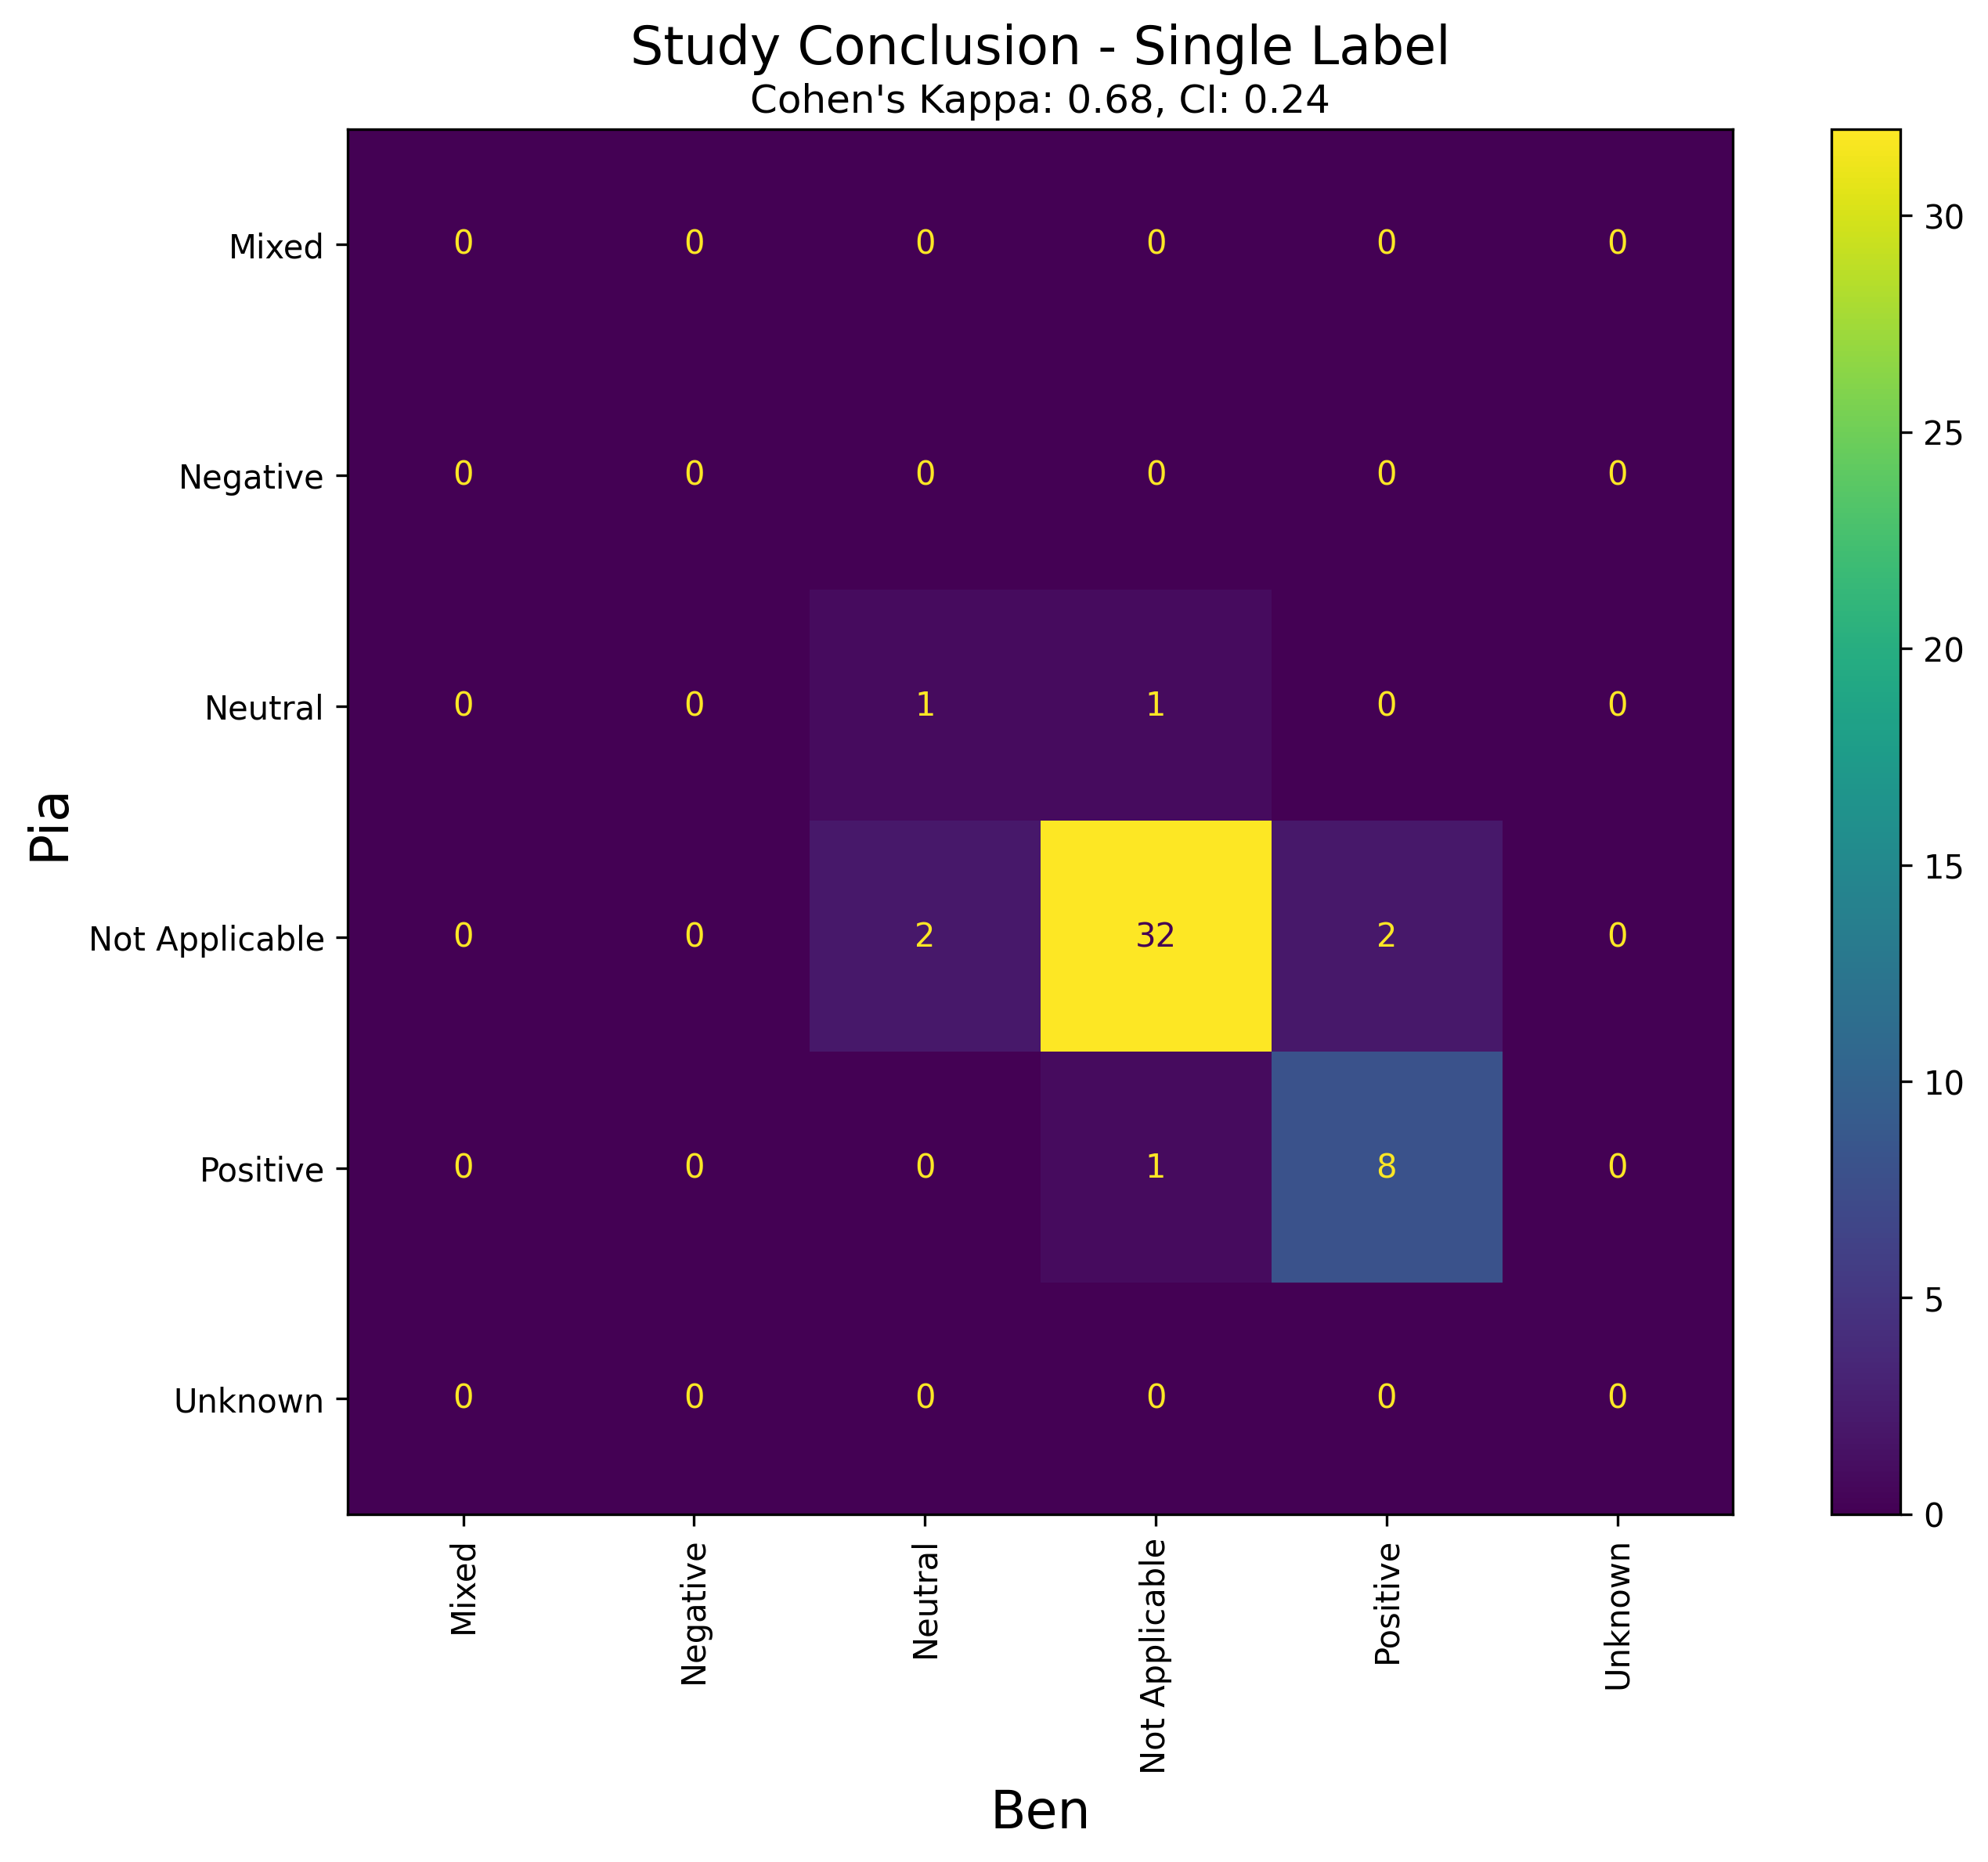 Study Conclusion - Single Label
Cohen's Kappa: 0.68, CI: 0.24
Mixed 0 0 0 0 0 0
Negative 0 0 0 0 0 0
Neutral 0 0 1 1 0 0
Not Applicable 0 0 2 32 2 0
Positive 0 0 0 1 8 0
Unknown 0 0 0 0 0 0
Pia
Mixed Negative Neutral Not Applicable Positive Unknown
Ben
30
25
20
15
10
5
0